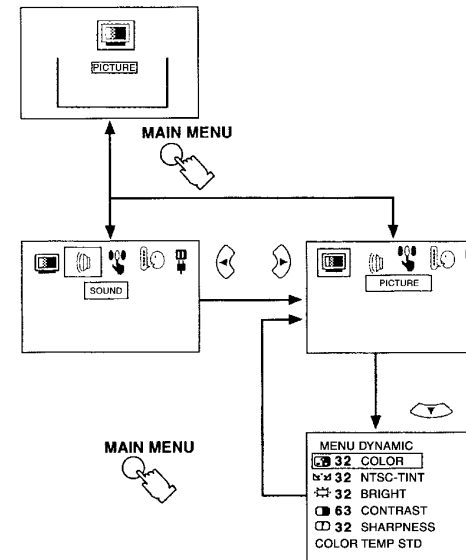 PICTURE
MAIN MENU
SOUND
PICTURE
MAIN MENU
MENU DYNAMIC
32 COLOR
32 NTSC-TINT
32 BRIGHT
63 CONTRAST
32 SHARPNESS
COLOR TEMP STD